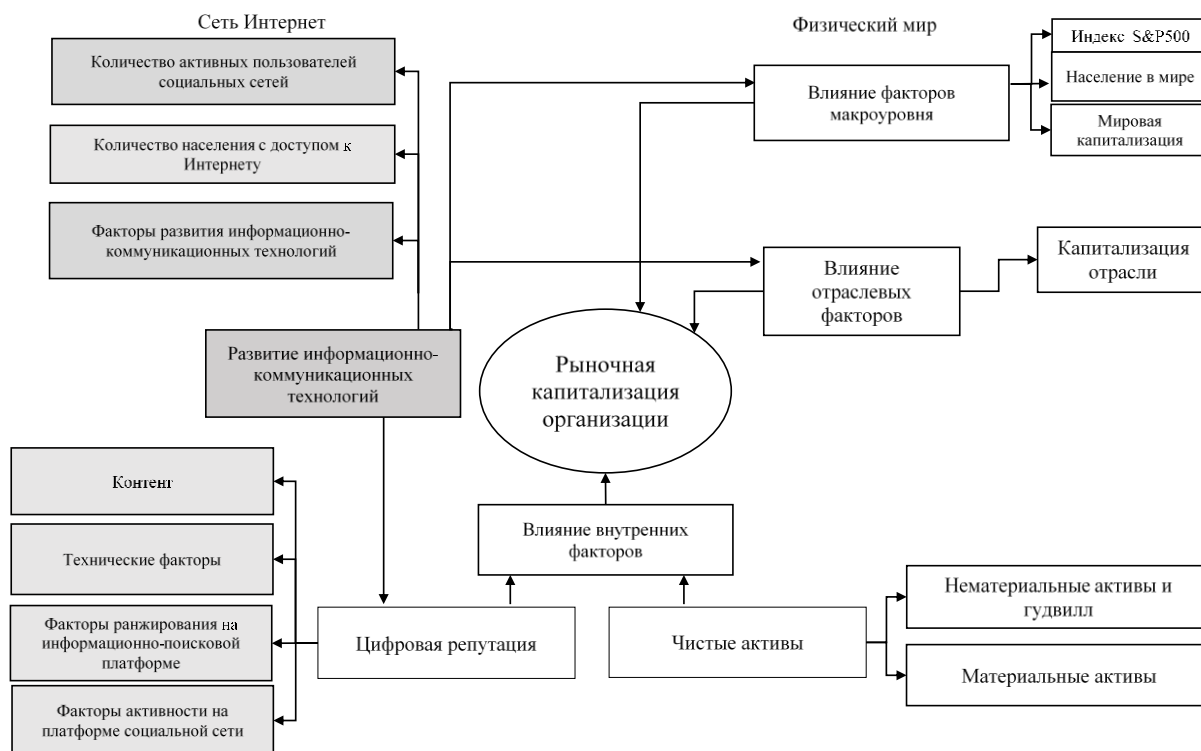 Сеть Интернет
Физический мир
Количество активных пользователей
социальных сетей
Количество населения с доступом к
Интернету
Факторы развития информационно-
коммуникационных технологий
Развитие информационно-
коммуникационных
технологий
Влияние факторов
макроуровня
Индекс S&P500
Население в мире
Мировая
капитализация
Влияние
отраслевых
факторов
Капитализация
отрасли
Рыночная
капитализация
организации
Влияние внутренних
факторов
Контент
Технические факторы
Факторы ранжирования на
информационно-поисковой
платформе
Факторы активности на
платформе социальной сети
Цифровая репутация
Чистые активы
Нематериальные активы и
гудвилл
Материальные активы